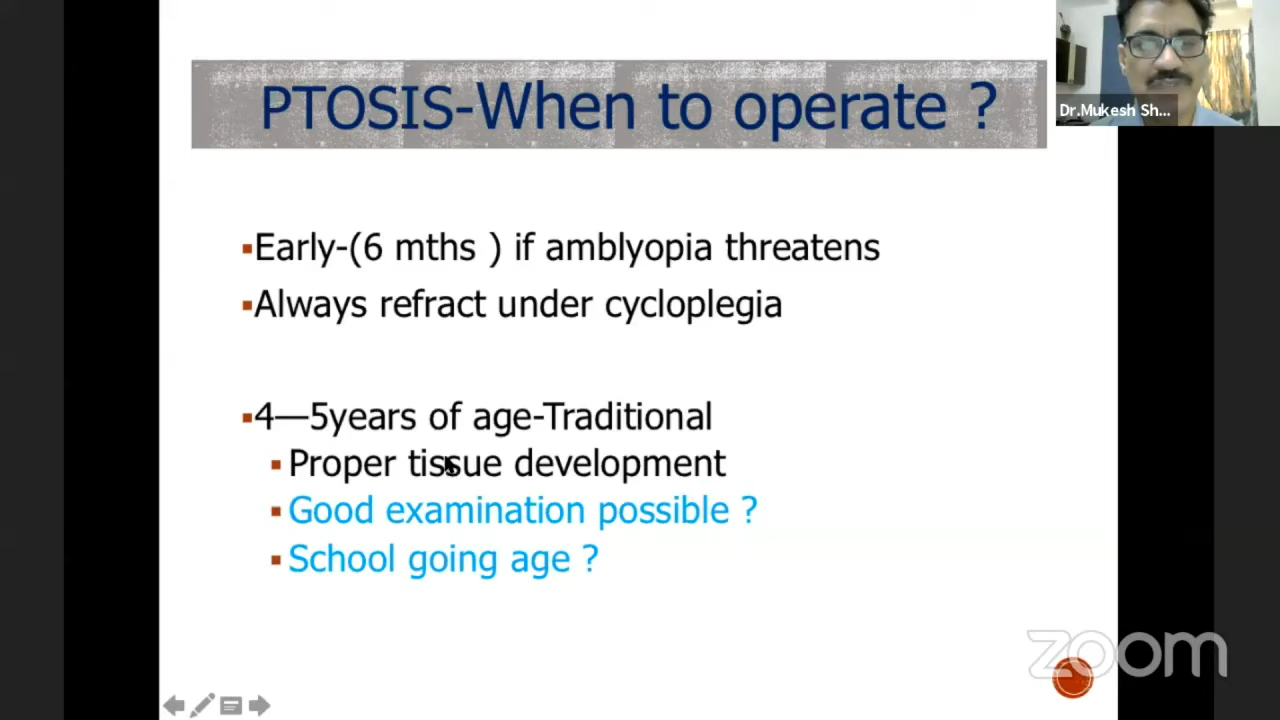 PTOSIS-When to operate ?
Dr.Mukesh Sh...
▪Early-(6 mths ) if amblyopia threatens
▪Always refract under cycloplegia
▪4—5years of age-Traditional
▪Proper tissue development
▪Good examination possible ?
▪School going age ?
zoom